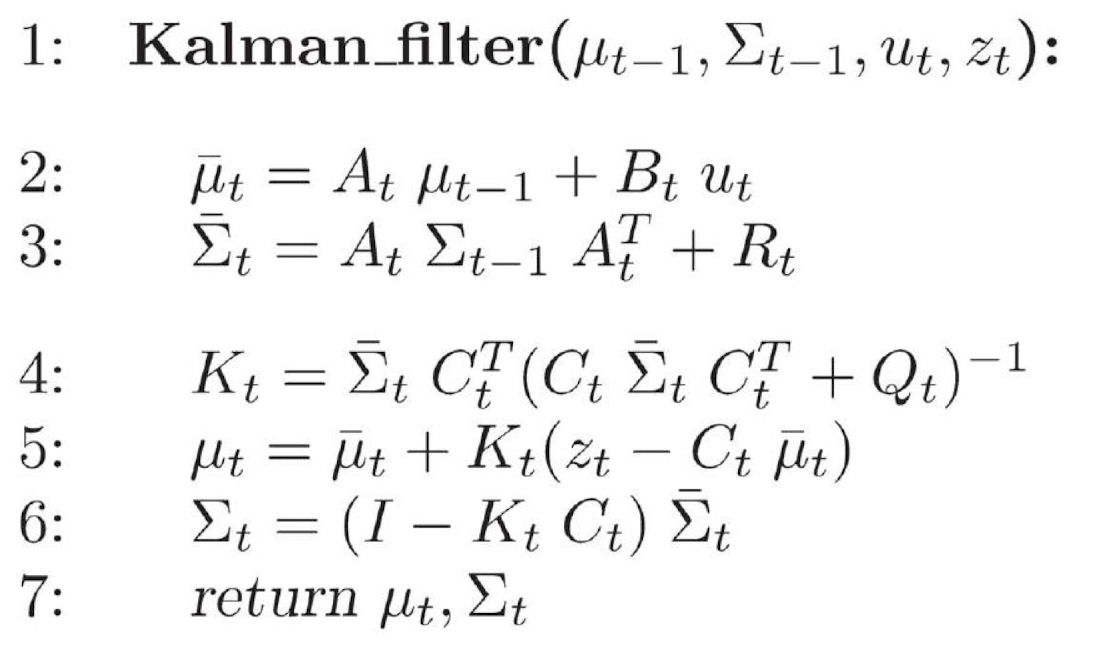 1: Kalman_filter(μ_{t−1}, Σ_{t−1}, u_t, z_t):
2: μ̄_t = A_t μ_{t−1} + B_t u_t
3: Σ̄_t = A_t Σ_{t−1} A_t^T + R_t
4: K_t = Σ̄_t C_t^T (C_t Σ̄_t C_t^T + Q_t)^{−1}
5: μ_t = μ̄_t + K_t(z_t − C_t μ̄_t)
6: Σ_t = (I − K_t C_t) Σ̄_t
7: return μ_t, Σ_t